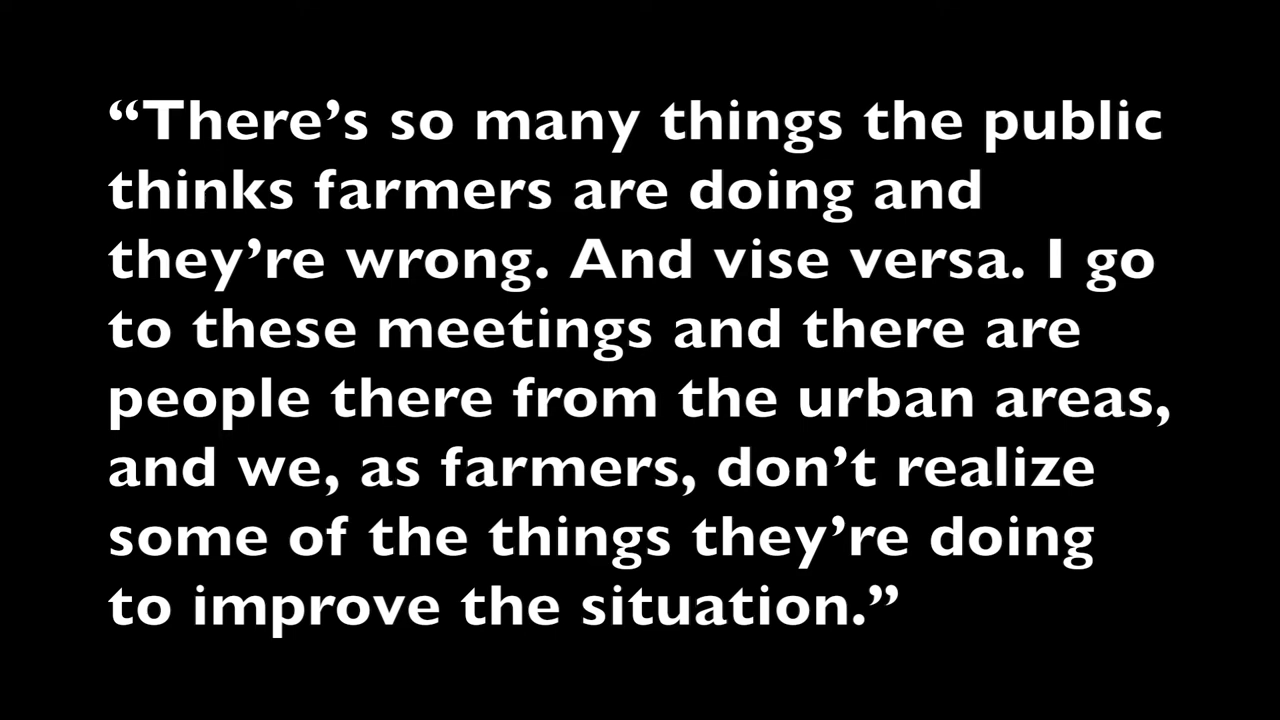 “There’s so many things the public
thinks farmers are doing and
they’re wrong. And vise versa. I go
to these meetings and there are
people there from the urban areas,
and we, as farmers, don’t realize
some of the things they’re doing
to improve the situation.”